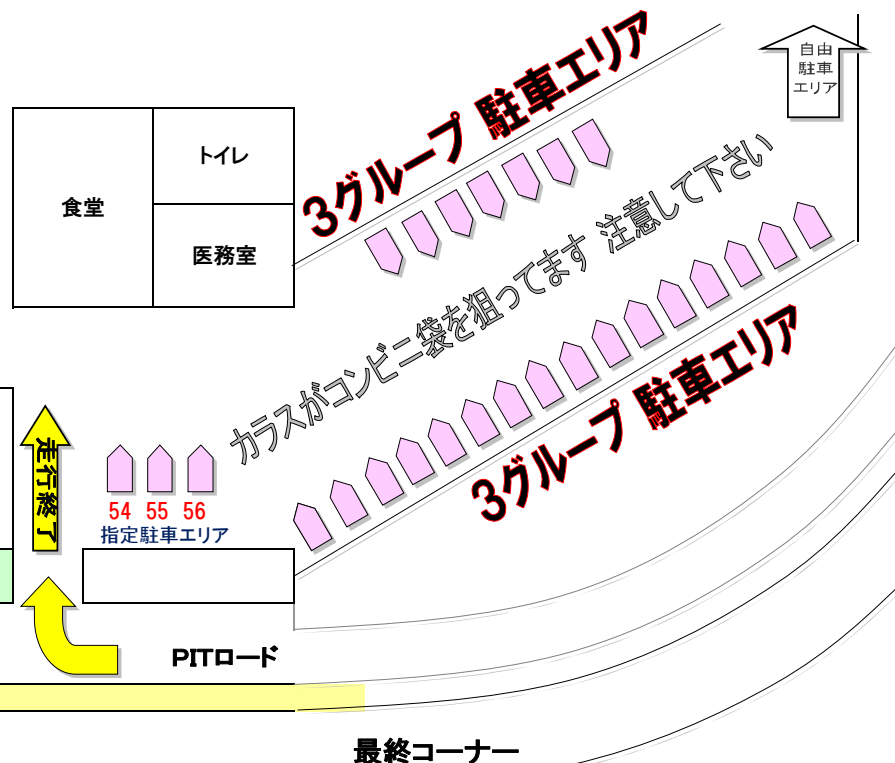 3グループ 駐車エリア
自由
駐車
エリア
トイレ
食堂
医務室
カラスがコンビニ袋を狙ってます 注意して下さい
3グループ 駐車エリア
走行終了
54 55 56
指定駐車エリア
PITロード
最終コーナー